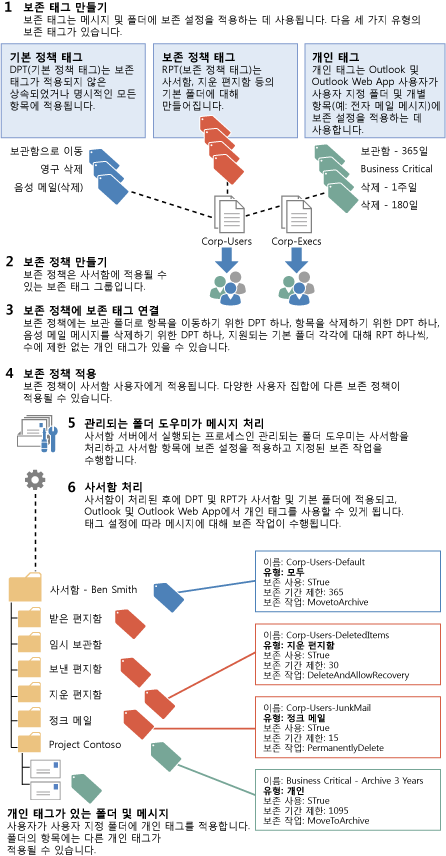 1 보존 태그 만들기
보존 태그는 메시지 및 폴더에 보존 설정을 적용하는 데 사용됩니다. 다음 세 가지 유형의
보존 태그가 있습니다.
기본 정책 태그
DPT(기본 정책 태그)는 보존
태그가 적용되지 않은
상속되었거나 명시적인 모든
항목에 적용됩니다.
보존 정책 태그
RPT(보존 정책 태그)는
사서함, 지운 편지함 등의
기본 폴더에 대해
만들어집니다.
개인 태그
개인 태그는 Outlook 및
Outlook Web App 사용자가
사용자 지정 폴더 및 개별
항목(예: 전자 메일 메시지)에
보존 설정을 적용하는 데
사용합니다.
보관함으로 이동
영구 삭제
음성 메일(삭제)
보관함 - 365일
Business Critical
삭제 - 1주일
삭제 - 180일
Corp-Users
Corp-Execs
2 보존 정책 만들기
보존 정책은 사서함에 적용될 수
있는 보존 태그 그룹입니다.
3 보존 정책에 보존 태그 연결
보존 정책에는 보관 폴더로 항목을 이동하기 위한 DPT 하나, 항목을 삭제하기 위한 DPT 하나,
음성 메일 메시지를 삭제하기 위한 DPT 하나, 지원되는 기본 폴더 각각에 대해 RPT 하나씩,
수에 제한 없는 개인 태그가 있을 수 있습니다.
4 보존 정책 적용
보존 정책이 사서함 사용자에게 적용됩니다. 다양한 사용자 집합에 다른 보존 정책이
적용될 수 있습니다.
5 관리되는 폴더 도우미가 메시지 처리
사서함 서버에서 실행되는 프로세스인 관리되는 폴더 도우미는 사서함을
처리하고 사서함 항목에 보존 설정을 적용하고 지정된 보존 작업을
수행합니다.
6 사서함 처리
사서함이 처리된 후에 DPT 및 RPT가 사서함 및 기본 폴더에 적용되고,
Outlook 및 Outlook Web App에서 개인 태그를 사용할 수 있게 됩니다.
태그 설정에 따라 메시지에 대해 보존 작업이 수행됩니다.
사서함 - Ben Smith
받은 편지함
임시 보관함
보낸 편지함
지운 편지함
정크 메일
Project Contoso
이름: Corp-Users-Default
유형: 모두
보존 사용: STrue
보존 기간 제한: 365
보존 작업: MovetoArchive
이름: Corp-Users-DeletedItems
유형: 지운 편지함
보존 사용: STrue
보존 기간 제한: 30
보존 작업: DeleteAndAllowRecovery
이름: Corp-Users-JunkMail
유형: 정크 메일
보존 사용: STrue
보존 기간 제한: 15
보존 작업: PermanentlyDelete
이름: Business Critical - Archive 3 Years
유형: 개인
보존 사용: STrue
보존 기간 제한: 1095
보존 작업: MoveToArchive
개인 태그가 있는 폴더 및 메시지
사용자가 사용자 지정 폴더에 개인 태그를 적용합니다.
폴더의 항목에는 다른 개인 태그가
적용될 수 있습니다.